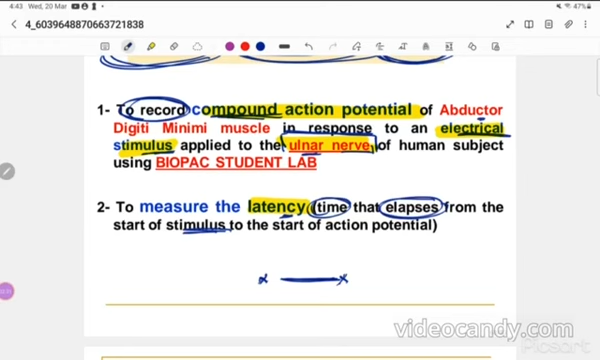 4:43 Wed, 20 Mar
47%
4_6039648870663721838
1- To record compound action potential of Abductor
Digiti Minimi muscle in response to an electrical
stimulus applied to the ulnar nerve of human subject
using BIOPAC STUDENT LAB
2- To measure the latency (time that elapses from the
start of stimulus to the start of action potential)
videocandy.com
Picsart